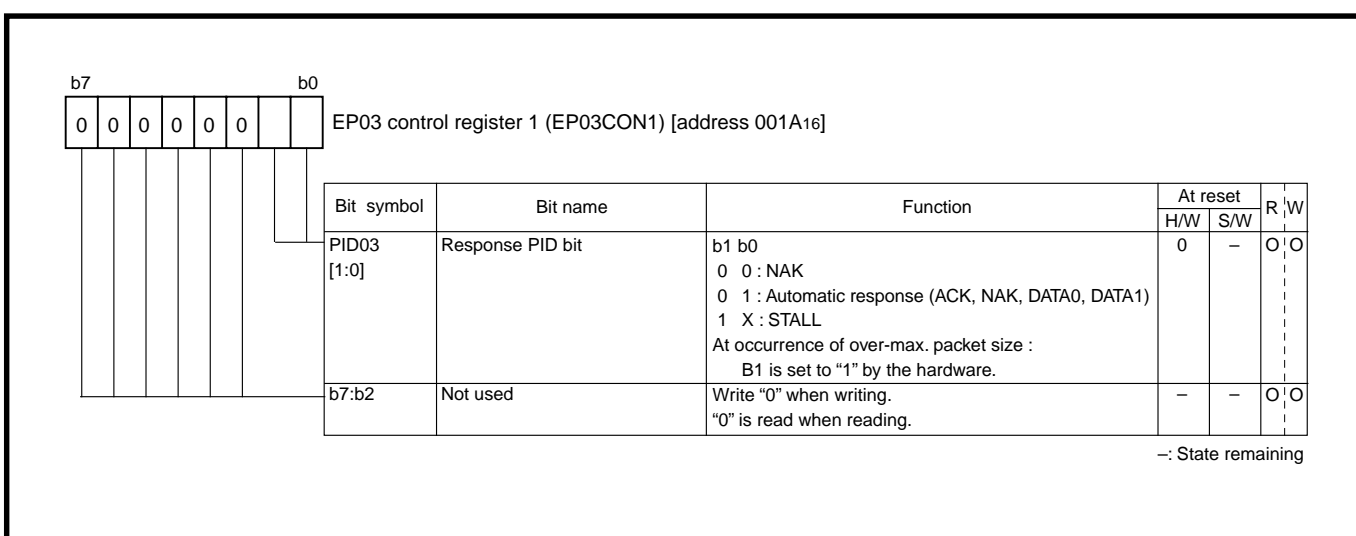 b7 b0
0 0 0 0 0 0 EP03 control register 1 (EP03CON1) [address 001A16]
Bit symbol Bit name Function At reset R W
H/W S/W
PID03 Response PID bit b1 b0 0 – O O
[1:0] 0 0 : NAK
0 1 : Automatic response (ACK, NAK, DATA0, DATA1)
1 X : STALL
At occurrence of over-max. packet size :
B1 is set to “1” by the hardware.
b7:b2 Not used Write “0” when writing. – – O O
“0” is read when reading.
–: State remaining